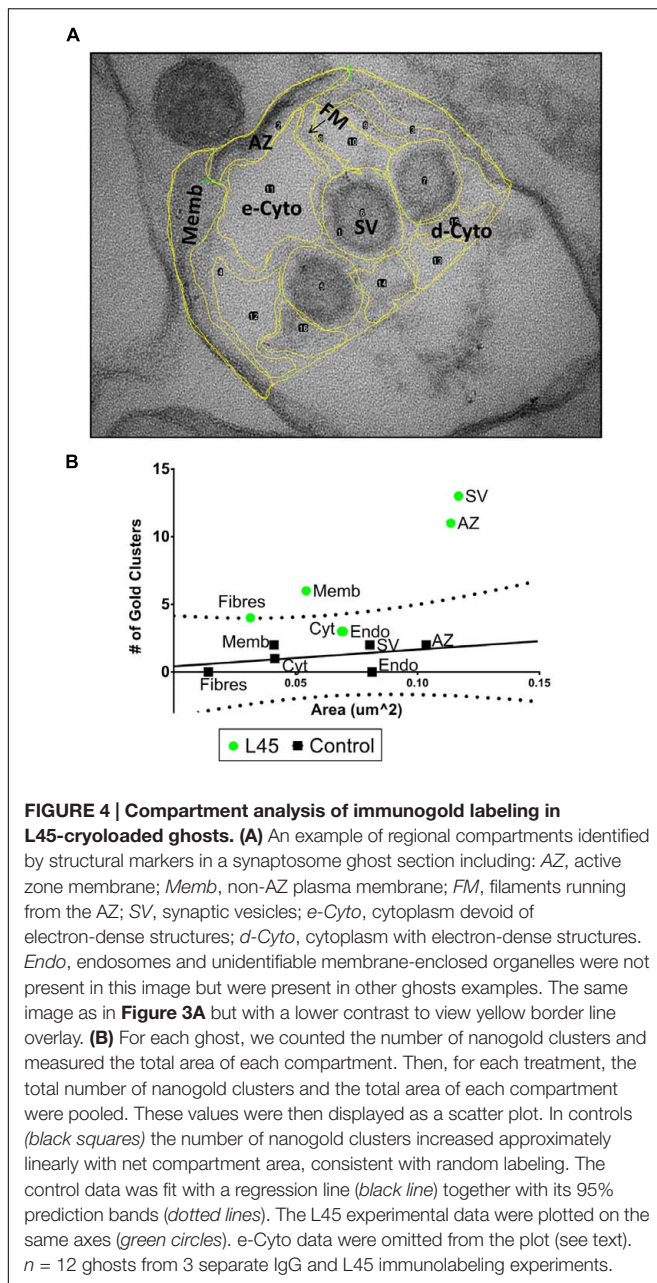 A
AZ
FM
Memb
e-Cyto
SV
d-Cyto
B
15
10
5
0
# of Gold Clusters
SV
AZ
Memb
Fibres
Cyt Endo
Memb
SV
AZ
Cyt
Endo
Fibres
0.05
0.10
0.15
Area (um^2)
L45 Control
FIGURE 4 | Compartment analysis of immunogold labeling in
L45-cryoloaded ghosts. (A) An example of regional compartments identified
by structural markers in a synaptosome ghost section including: AZ, active
zone membrane; Memb, non-AZ plasma membrane; FM, filaments running
from the AZ; SV, synaptic vesicles; e-Cyto, cytoplasm devoid of
electron-dense structures; d-Cyto, cytoplasm with electron-dense structures.
Endo, endosomes and unidentifiable membrane-enclosed organelles were not
present in this image but were present in other ghosts examples. The same
image as in Figure 3A but with a lower contrast to view yellow border line
overlay. (B) For each ghost, we counted the number of nanogold clusters and
measured the total area of each compartment. Then, for each treatment, the
total number of nanogold clusters and the total area of each compartment
were pooled. These values were then displayed as a scatter plot. In controls
(black squares) the number of nanogold clusters increased approximately
linearly with net compartment area, consistent with random labeling. The
control data was fit with a regression line (black line) together with its 95%
prediction bands (dotted lines). The L45 experimental data were plotted on the
same axes (green circles). e-Cyto data were omitted from the plot (see text).
n = 12 ghosts from 3 separate IgG and L45 immunolabeling experiments.